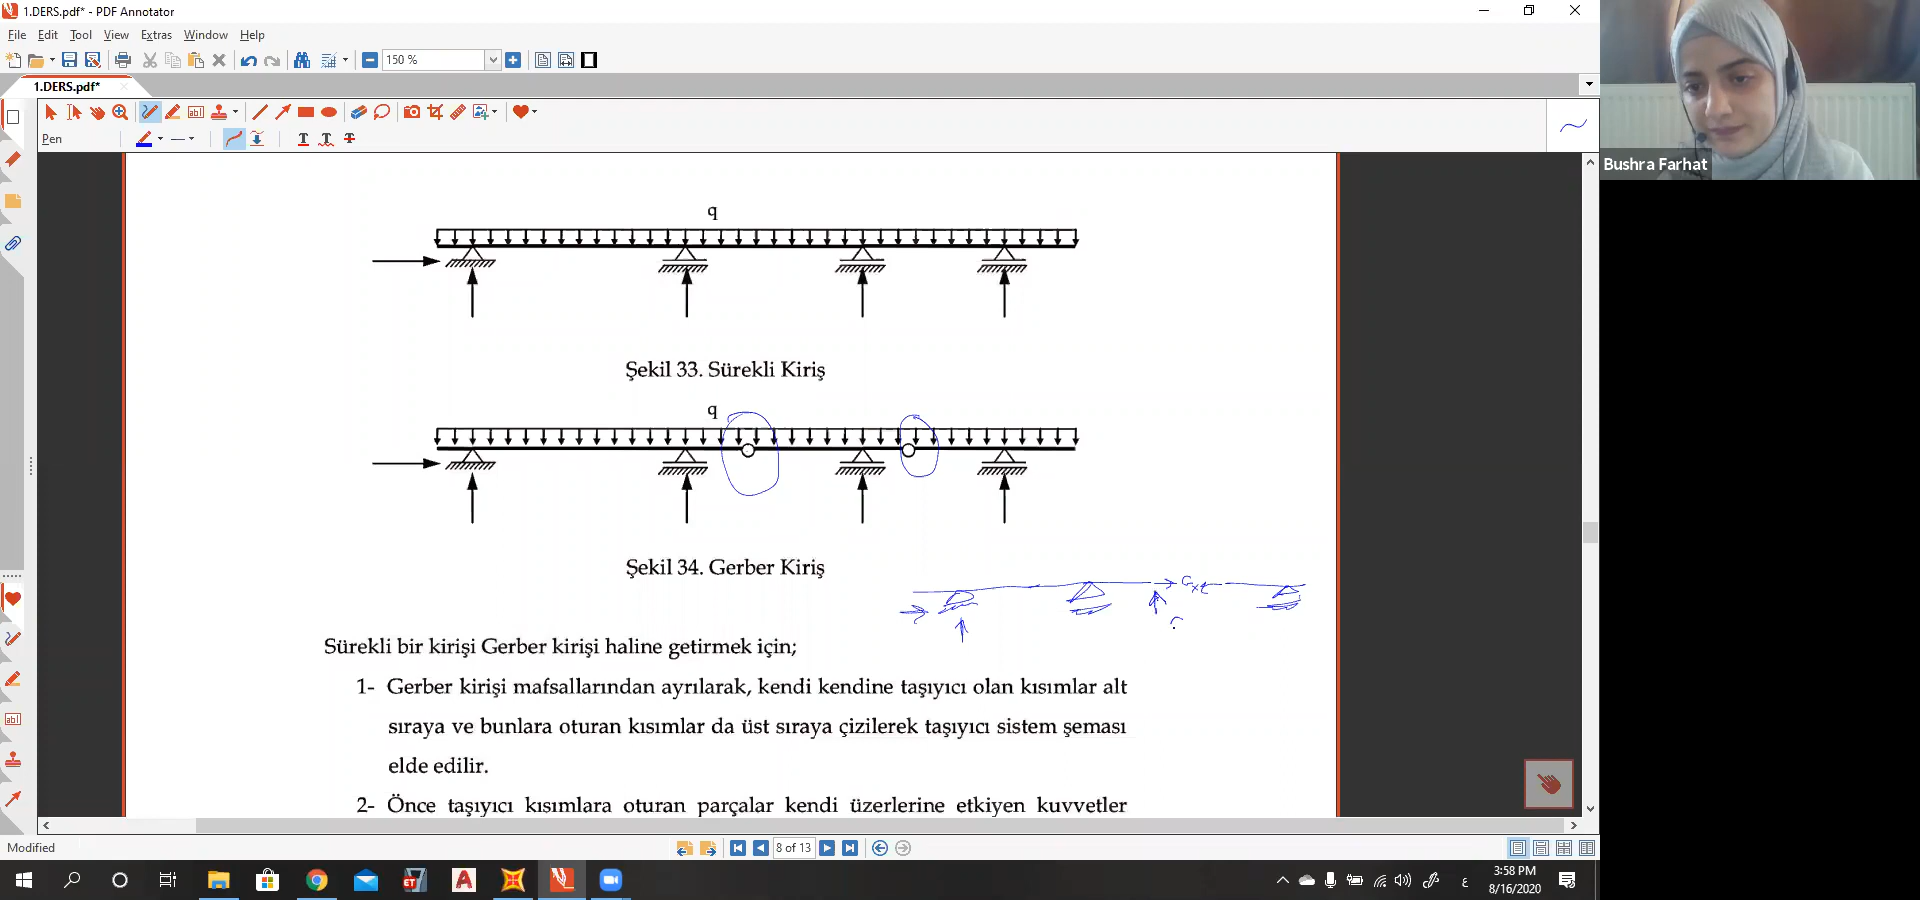 1.DERS.pdf* - PDF Annotator
File Edit Tool View Extras Window Help
150 %
1.DERS.pdf*
Pen
Bushra Farhat
q
Şekil 33. Sürekli Kiriş
q
Şekil 34. Gerber Kiriş
Sürekli bir kirişi Gerber kirişi haline getirmek için;
1- Gerber kirişi mafsallarından ayrılarak, kendi kendine taşıyıcı olan kısımlar alt
sıraya ve bunlara oturan kısımlar da üst sıraya çizilerek taşıyıcı sistem şeması
elde edilir.
2- Önce taşıyıcı kısımlara oturan parçalar kendi üzerlerine etkiyen kuvvetler
8 of 13
Modified
ET
ع
3:58 PM
8/16/2020